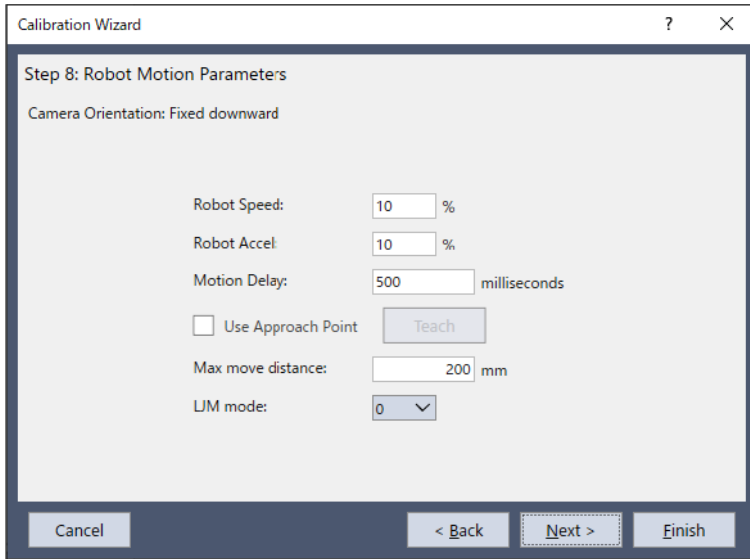 Calibration Wizard ? ×
Step 8: Robot Motion Parameters
Camera Orientation: Fixed downward
Robot Speed: 10 %
Robot Accel: 10 %
Motion Delay: 500 milliseconds
Use Approach Point Teach
Max move distance: 200 mm
LJM mode: 0
Cancel < Back Next > Finish